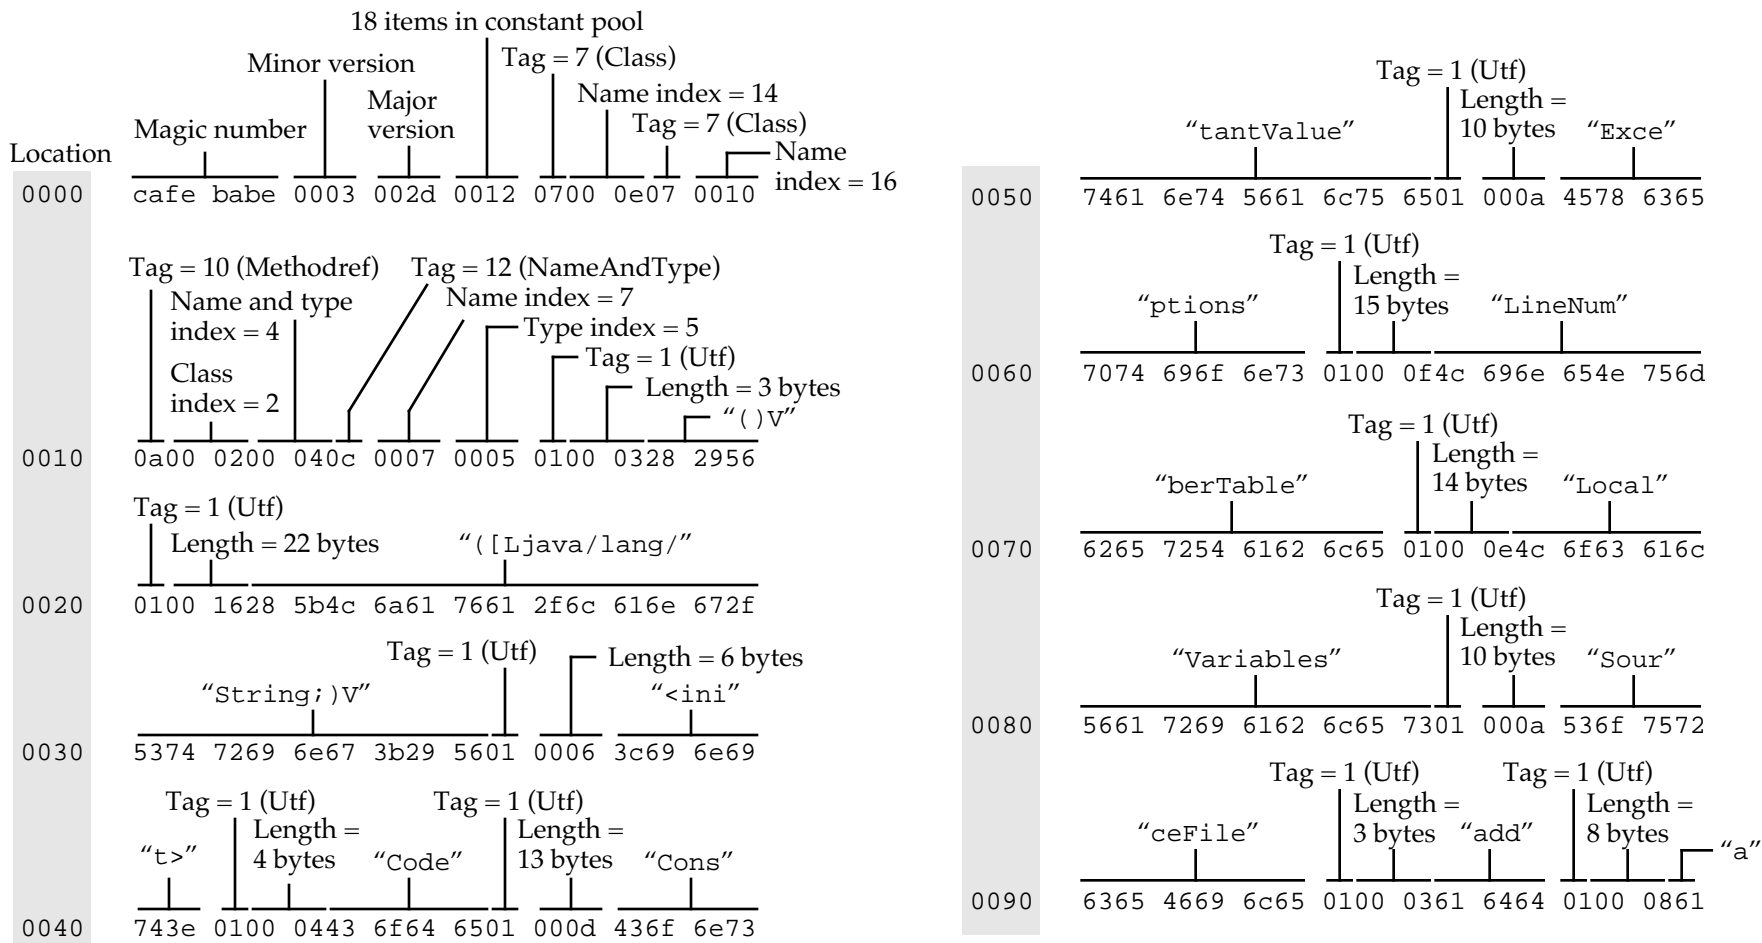 18 items in constant pool
Tag = 7 (Class)
Minor version
Name index = 14
Major
version
Tag = 7 (Class)
Magic number
Name
index = 16
Location
0000 cafe babe 0003 002d 0012 0700 0e07 0010
Tag = 10 (Methodref)
Tag = 12 (NameAndType)
Name and type
index = 4
Name index = 7
Type index = 5
Tag = 1 (Utf)
Class
index = 2
Length = 3 bytes
“()V”
0010 0a00 0200 040c 0007 0005 0100 0328 2956
Tag = 1 (Utf)
Length = 22 bytes
“([Ljava/lang/”
0020 0100 1628 5b4c 6a61 7661 2f6c 616e 672f
Tag = 1 (Utf)
Length = 6 bytes
“String;)V”
“<ini”
0030 5374 7269 6e67 3b29 5601 0006 3c69 6e69
Tag = 1 (Utf)
Tag = 1 (Utf)
“t>”
Length =
4 bytes
“Code”
Length =
13 bytes
“Cons”
0040 743e 0100 0443 6f64 6501 000d 436f 6e73
Tag = 1 (Utf)
“tantValue”
Length =
10 bytes
“Exce”
0050 7461 6e74 5661 6c75 6501 000a 4578 6365
Tag = 1 (Utf)
“ptions”
Length =
15 bytes
“LineNum”
0060 7074 696f 6e73 0100 0f4c 696e 654e 756d
Tag = 1 (Utf)
“berTable”
Length =
14 bytes
“Local”
0070 6265 7254 6162 6c65 0100 0e4c 6f63 616c
Tag = 1 (Utf)
“Variables”
Length =
10 bytes
“Sour”
0080 5661 7269 6162 6c65 7301 000a 536f 7572
Tag = 1 (Utf)
Tag = 1 (Utf)
“ceFile”
Length =
3 bytes
“add”
Length =
8 bytes
“a”
0090 6365 4669 6c65 0100 0361 6464 0100 0861